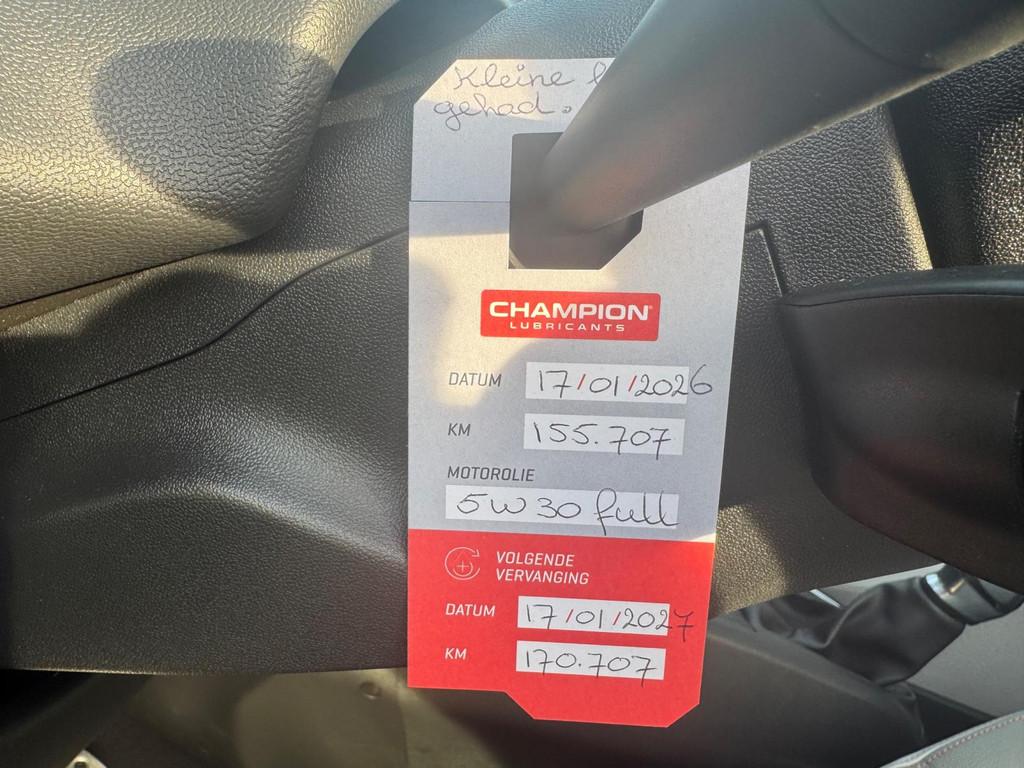 Kleine
gehad.
CHAMPION
LUBRICANTS
DATUM 17/01/2026
KM 155.707
MOTOROLIE
5W30 full
VOLGENDE
VERVANGING
DATUM 17/01/2027
KM 170.707